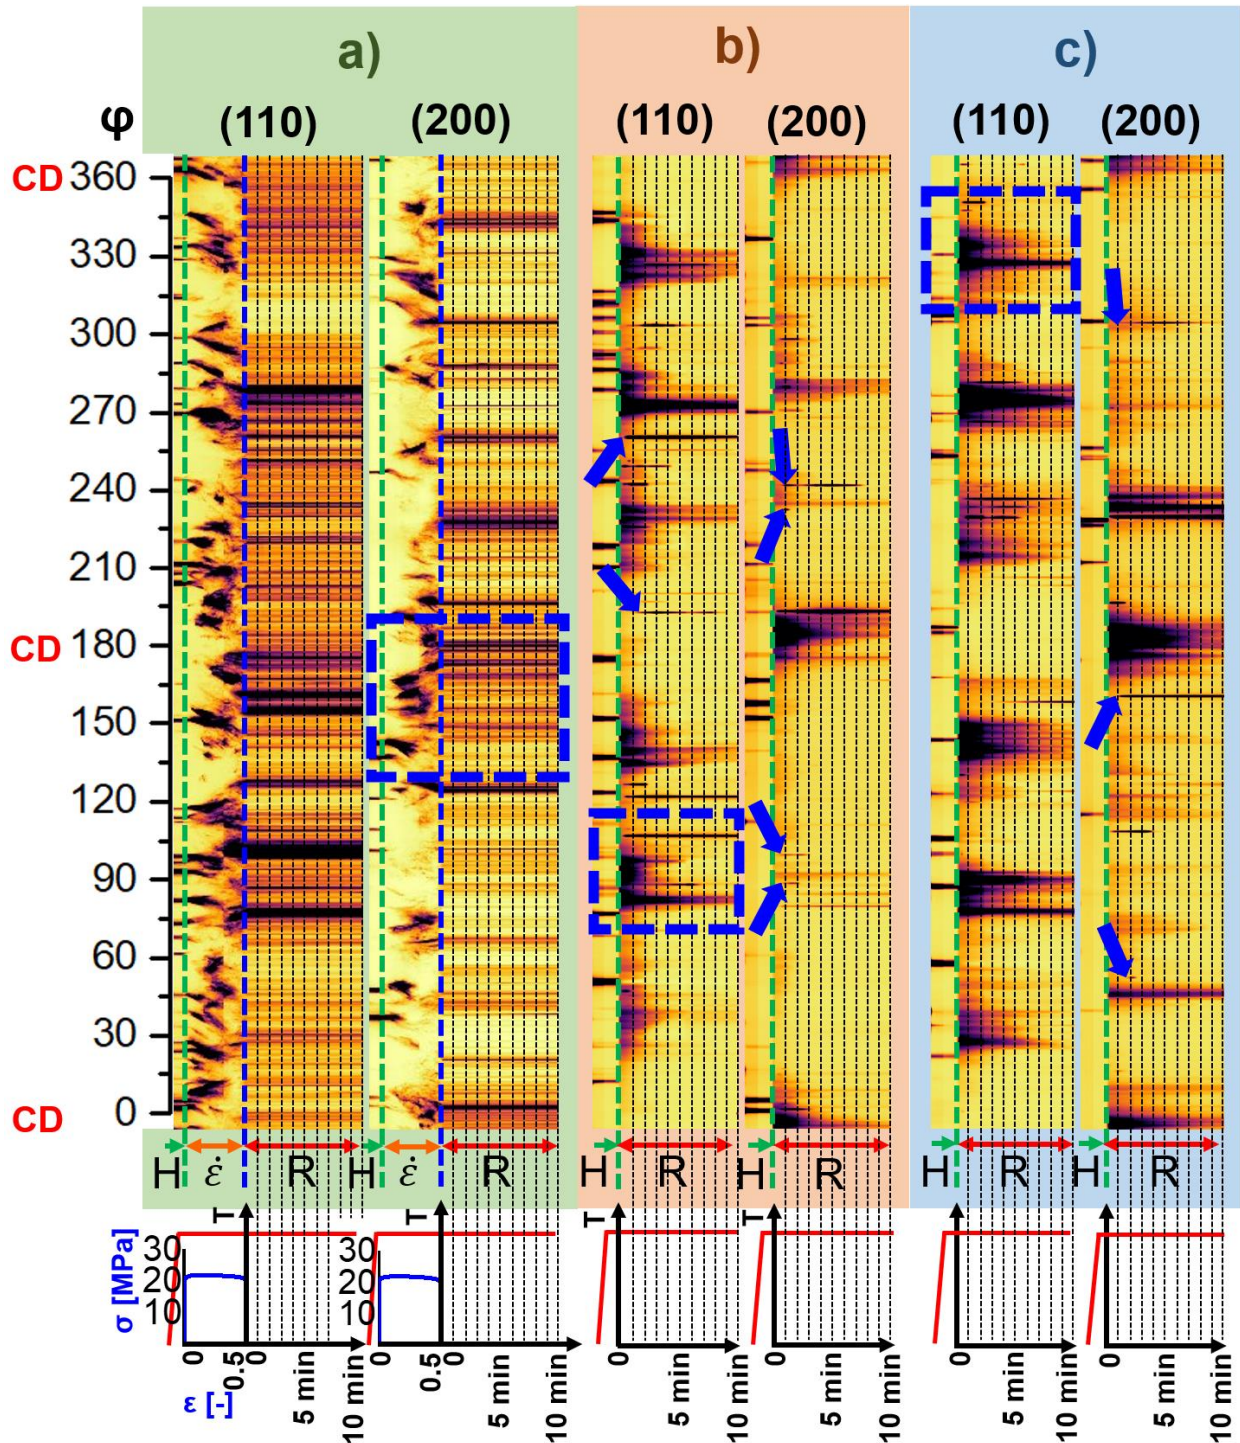 a) b) c)
φ (110) (200) (110) (200) (110) (200)
CD 360
330
300
270
240
210
CD 180
150
120
90
60
30
CD 0
H ε̇ R H ε̇ R H R H R H R H R
T T T
σ [MPa] 30 20 10 30 20 10
0 0.5 0 5 min 10 min 0 0.5 0 5 min 10 min 0 5 min 10 min 0 5 min 10 min 0 5 min 10 min 0 5 min 10 min
ε [-]